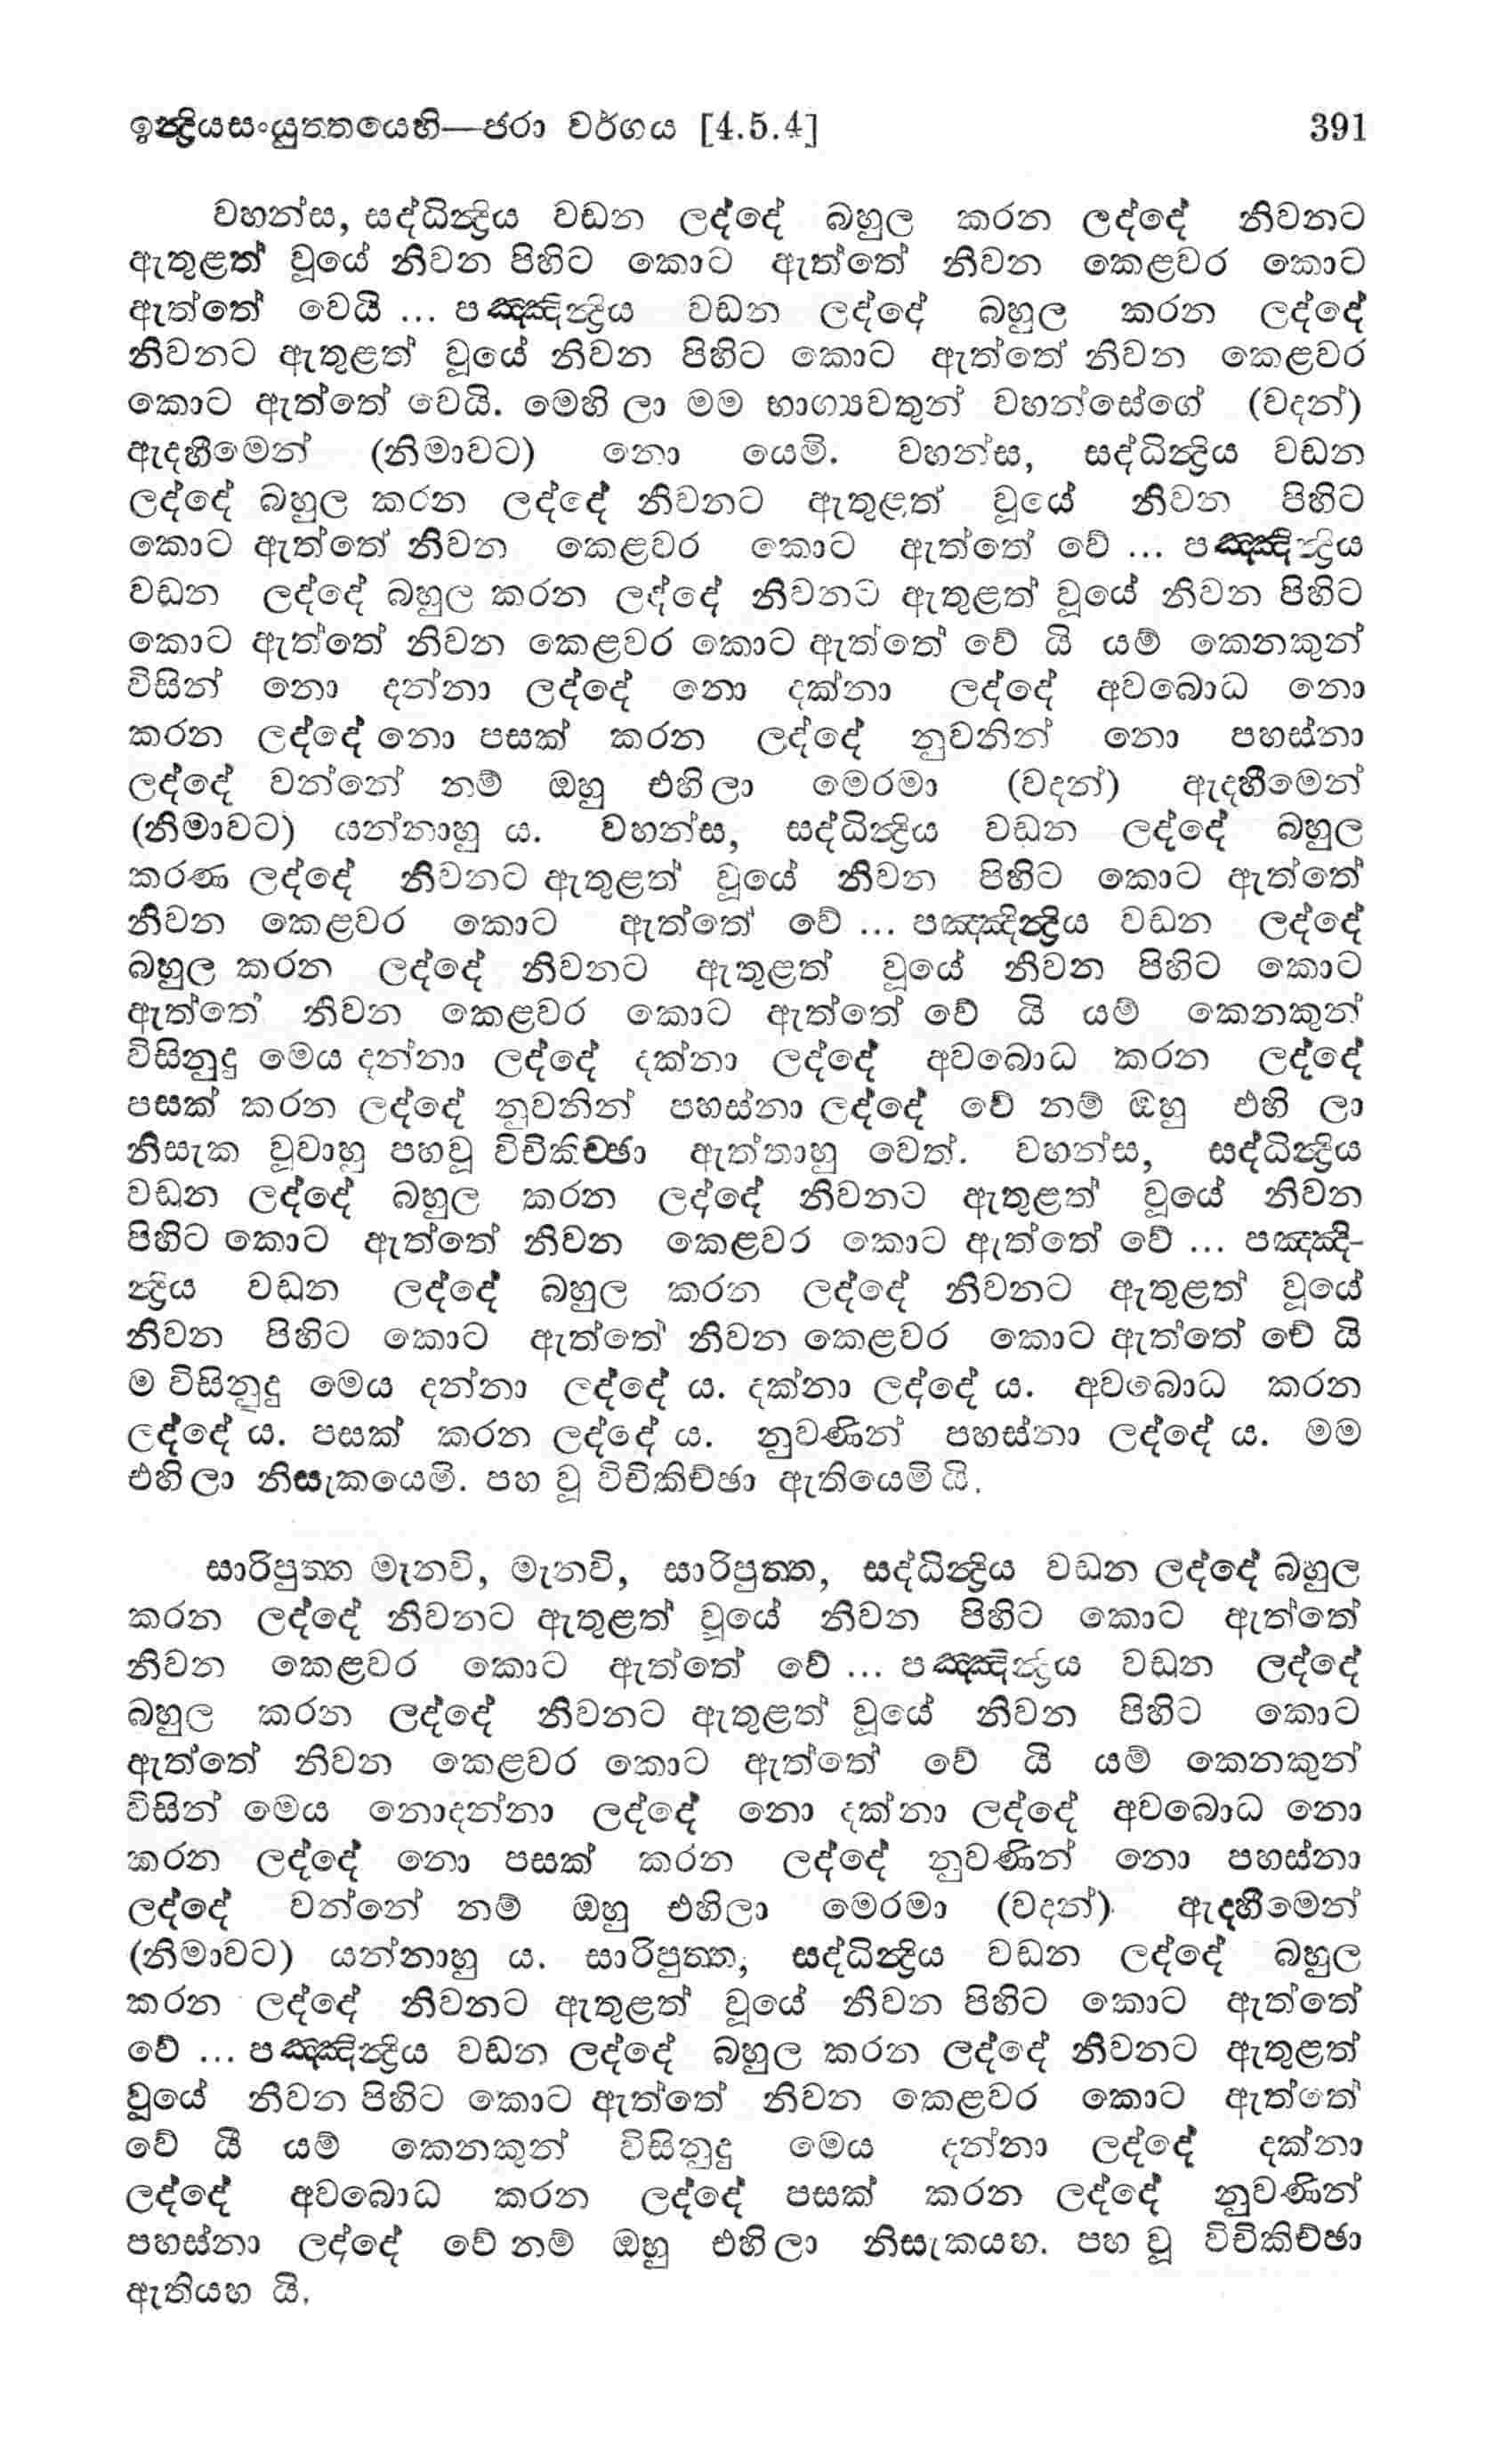 ඉන්‍ද්‍රියසංයුත්තයෙහි—ජරා වර්ගය [4.5.4] 391
වහන්ස, සද්ධින්‍ද්‍රිය වඩන ලද්දේ බහුල කරන ලද්දේ නිවනට
ඇතුළත් වූයේ නිවන පිහිට කොට ඇත්තේ නිවන කෙළවර කොට
ඇත්තේ වෙයි ... පඤ්ඤින්‍ද්‍රිය වඩන ලද්දේ බහුල කරන ලද්දේ
නිවනට ඇතුළත් වූයේ නිවන පිහිට කොට ඇත්තේ නිවන කෙළවර
කොට ඇත්තේ වෙයි. මෙහි ලා මම භාග්‍යවතුන් වහන්සේගේ (වදන්)
ඇදහීමෙන් (නිමාවට) නො යෙමි. වහන්ස, සද්ධින්‍ද්‍රිය වඩන
ලද්දේ බහුල කරන ලද්දේ නිවනට ඇතුළත් වූයේ නිවන පිහිට
කොට ඇත්තේ නිවන කෙළවර කොට ඇත්තේ වේ ... පඤ්ඤින්‍ද්‍රිය
වඩන ලද්දේ බහුල කරන ලද්දේ නිවනට ඇතුළත් වූයේ නිවන පිහිට
කොට ඇත්තේ නිවන කෙළවර කොට ඇත්තේ වේ යි යම් කෙනකුන්
විසින් නො දන්නා ලද්දේ නො දක්නා ලද්දේ අවබොධ නො
කරන ලද්දේ නො පසක් කරන ලද්දේ නුවනින් නො පහස්නා
ලද්දේ වන්නේ නම් ඔහු එහිලා මෙරමා (වදන්) ඇදහීමෙන්
(නිමාවට) යන්නාහු ය. වහන්ස, සද්ධින්‍ද්‍රිය වඩන ලද්දේ බහුල
කරණ ලද්දේ නිවනට ඇතුළත් වූයේ නිවන පිහිට කොට ඇත්තේ
නිවන කෙළවර කොට ඇත්තේ වේ ... පඤ්ඤින්‍ද්‍රිය වඩන ලද්දේ
බහුල කරන ලද්දේ නිවනට ඇතුළත් වූයේ නිවන පිහිට කොට
ඇත්තේ නිවන කෙළවර කොට ඇත්තේ වේ යි යම් කෙනකුන්
විසිනුදු මෙය දන්නා ලද්දේ දක්නා ලද්දේ අවබොධ කරන ලද්දේ
පසක් කරන ලද්දේ නුවනින් පහස්නා ලද්දේ වේ නම් ඔහු එහි ලා
නිසැක වූවාහු පහවූ විචිකිච්ඡා ඇත්තාහු වෙත්. වහන්ස, සද්ධින්‍ද්‍රිය
වඩන ලද්දේ බහුල කරන ලද්දේ නිවනට ඇතුළත් වූයේ නිවන
පිහිට කොට ඇත්තේ නිවන කෙළවර කොට ඇත්තේ වේ ... පඤ්ඤි-
න්‍ද්‍රිය වඩන ලද්දේ බහුල කරන ලද්දේ නිවනට ඇතුළත් වූයේ
නිවන පිහිට කොට ඇත්තේ නිවන කෙළවර කොට ඇත්තේ වේ යි
ම විසිනුදු මෙය දන්නා ලද්දේ ය. දක්නා ලද්දේ ය. අවබොධ කරන
ලද්දේ ය. පසක් කරන ලද්දේ ය. නුවණින් පහස්නා ලද්දේ ය. මම
එහි ලා නිසැකයෙමි. පහ වූ විචිකිච්ඡා ඇතියෙමි යි.
සාරිපුත්ත මැනවි, මැනවි, සාරිපුත්ත, සද්ධින්‍ද්‍රිය වඩන ලද්දේ බහුල
කරන ලද්දේ නිවනට ඇතුළත් වූයේ නිවන පිහිට කොට ඇත්තේ
නිවන කෙළවර කොට ඇත්තේ වේ ... පඤ්ඤින්‍ද්‍රිය වඩන ලද්දේ
බහුල කරන ලද්දේ නිවනට ඇතුළත් වූයේ නිවන පිහිට කොට
ඇත්තේ නිවන කෙළවර කොට ඇත්තේ වේ යි යම් කෙනකුන්
විසින් මෙය නොදන්නා ලද්දේ නො දක්නා ලද්දේ අවබොධ නො
කරන ලද්දේ නො පසක් කරන ලද්දේ නුවණින් නො පහස්නා
ලද්දේ වන්නේ නම් ඔහු එහිලා මෙරමා (වදන්) ඇදහීමෙන්
(නිමාවට) යන්නාහු ය. සාරිපුත්ත, සද්ධින්‍ද්‍රිය වඩන ලද්දේ බහුල
කරන ලද්දේ නිවනට ඇතුළත් වූයේ නිවන පිහිට කොට ඇත්තේ
වේ ... පඤ්ඤින්‍ද්‍රිය වඩන ලද්දේ බහුල කරන ලද්දේ නිවනට ඇතුළත්
වූයේ නිවන පිහිට කොට ඇත්තේ නිවන කෙළවර කොට ඇත්තේ
වේ යී යම් කෙනකුන් විසිනුදු මෙය දන්නා ලද්දේ දක්නා
ලද්දේ අවබොධ කරන ලද්දේ පසක් කරන ලද්දේ නුවණින්
පහස්නා ලද්දේ වේ නම් ඔහු එහි ලා නිසැකයහ. පහ වූ විචිකිච්ඡා
ඇතියහ යි.